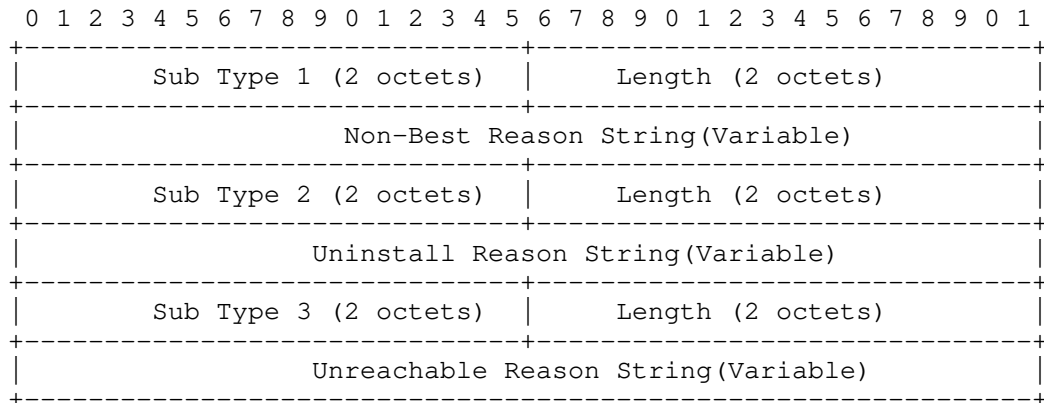 0 1 2 3 4 5 6 7 8 9 0 1 2 3 4 5 6 7 8 9 0 1 2 3 4 5 6 7 8 9 0 1
Sub Type 1 (2 octets) | Length (2 octets)
Non-Best Reason String(Variable)
Sub Type 2 (2 octets) | Length (2 octets)
Uninstall Reason String(Variable)
Sub Type 3 (2 octets) | Length (2 octets)
Unreachable Reason String(Variable)